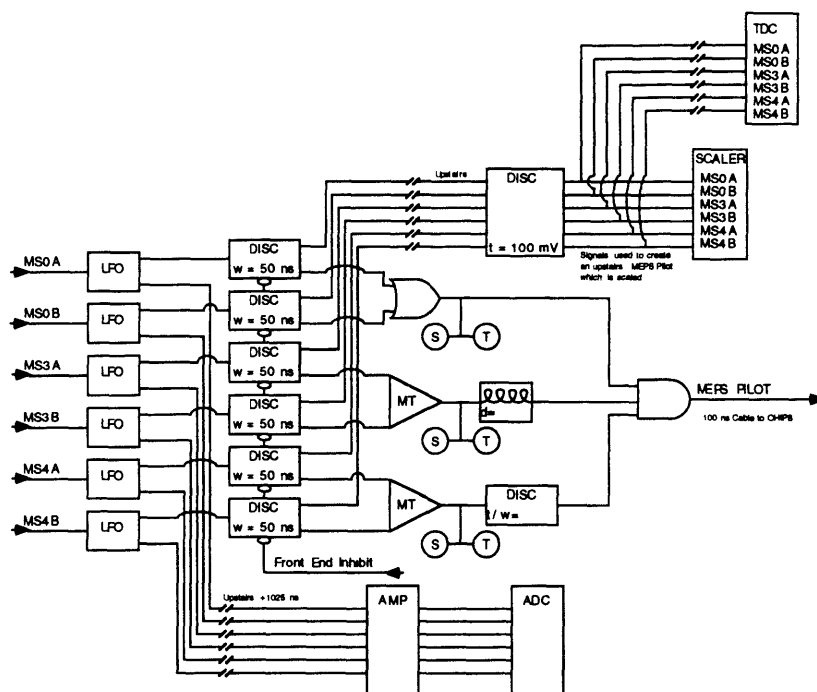 TDC
MS0 A
MS0 B
MS3 A
MS3 B
MS4 A
MS4 B
SCALER
MS0 A
MS0 B
MS3 A
MS3 B
MS4 A
MS4 B
Upstairs
DISC
t = 100 mV
Signals used to create
an upstairs MEPS Pilot
which is scaled
MS0 A
LFO
DISC
w = 50 ns
MS0 B
LFO
DISC
w = 50 ns
S T
MS3 A
LFO
DISC
w = 50 ns
MT
d=
MEPS PILOT
100 ns Cable to CHIPS
MS3 B
LFO
DISC
w = 50 ns
S T
MS4 A
LFO
DISC
w = 50 ns
MT
DISC
t / w=
MS4 B
LFO
DISC
w = 50 ns
S T
Front End Inhibit
Upstairs +1025 ns
AMP
ADC